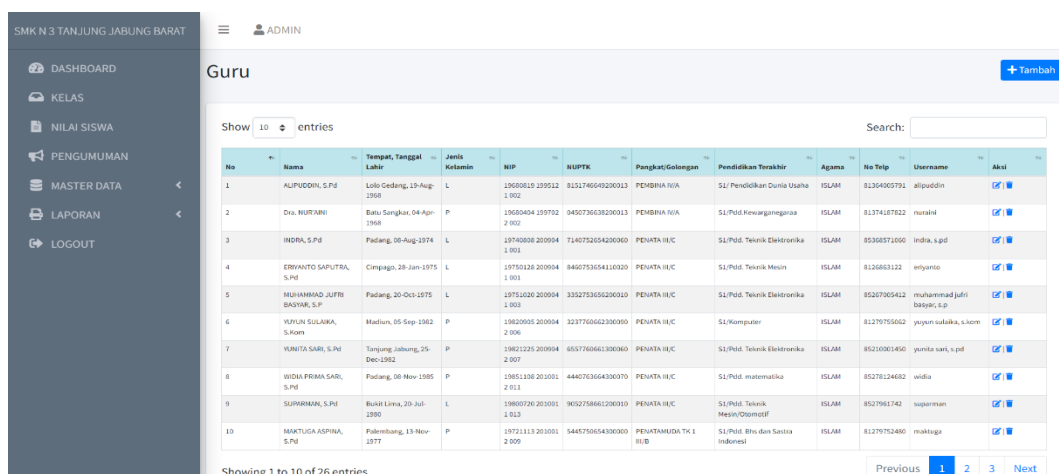 SMK N 3 TANJUNG JABUNG BARAT
ADMIN
DASHBOARD
KELAS
NILAI SISWA
PENGUMUMAN
MASTER DATA
LAPORAN
LOGOUT
Guru
+ Tambah
Show 10 entries
Search:
No Nama Tempat, Tanggal Lahir Jenis Kelamin NIP NUPTK Pangkat/Golongan Pendidikan Terakhir Agama No Telp Username Aksi
1 ALIPUDDIN, S.Pd Lolo Gedang, 19-Aug-1968 L 19680819 199512 1 002 8151746649200013 PEMBINA IV/A S1/ Pendidikan Dunia Usaha ISLAM 81364005791 alipuddin
2 Dra. NUR'AINI Batu Sangkar, 04-Apr-1968 P 19680404 199702 2 002 0450736638200013 PEMBINA IV/A S1/Pdd.Kewarganegaraa ISLAM 81374187822 nuraini
3 INDRA, S.Pd Padang, 08-Aug-1974 L 19740808 200904 1 001 7140752654200060 PENATA III/C S1/Pdd. Teknik Elektronika ISLAM 85368571060 indra, s.pd
4 ERIYANTO SAPUTRA, S.Pd Cimpago, 28-Jan-1975 L 19750128 200904 1 001 8460753654110020 PENATA III/C S1/Pdd. Teknik Mesin ISLAM 8126863122 eriyanto
5 MUHAMMAD JUFRI BASYAR, S.P Padang, 20-Oct-1975 L 19751020 200904 1 003 3352753656200010 PENATA III/C S1/Pdd. Teknik Elektronika ISLAM 85267005412 muhammad jufri basyar, s.p
6 YUYUN SULAIKA, S.Kom Madiun, 05-Sep-1982 P 19820905 200904 2 006 3237760662300090 PENATA III/C S1/Komputer ISLAM 81279755062 yuyun sulaika, s.kom
7 YUNITA SARI, S.Pd Tanjung Jabung, 25-Dec-1982 P 19821225 200904 2 007 6557760661300060 PENATA III/C S1/Pdd. Teknik Elektronika ISLAM 85210001450 yunita sari, s.pd
8 WIDIA PRIMA SARI, S.Pd Padang, 08-Nov-1985 P 19851108 201001 2 011 4440763664300070 PENATA III/C S1/Pdd. matematika ISLAM 85278124682 widia
9 SUPARMAN, S.Pd Bukit Lima, 20-Jul-1980 L 19800720 201001 1 013 9052758661200010 PENATA III/C S1/Pdd. Teknik Mesin/Otomotif ISLAM 8527961742 suparman
10 MAKTUGA ASPINA, S.Pd Palembang, 13-Nov-1977 P 19721113 201001 2 009 5445750654300000 PENATAMUDA TK 1 III/B S1/Pdd. Bhs dan Sastra Indonesi ISLAM 81279752480 maktuga
Showing 1 to 10 of 26 entries
Previous 1 2 3 Next